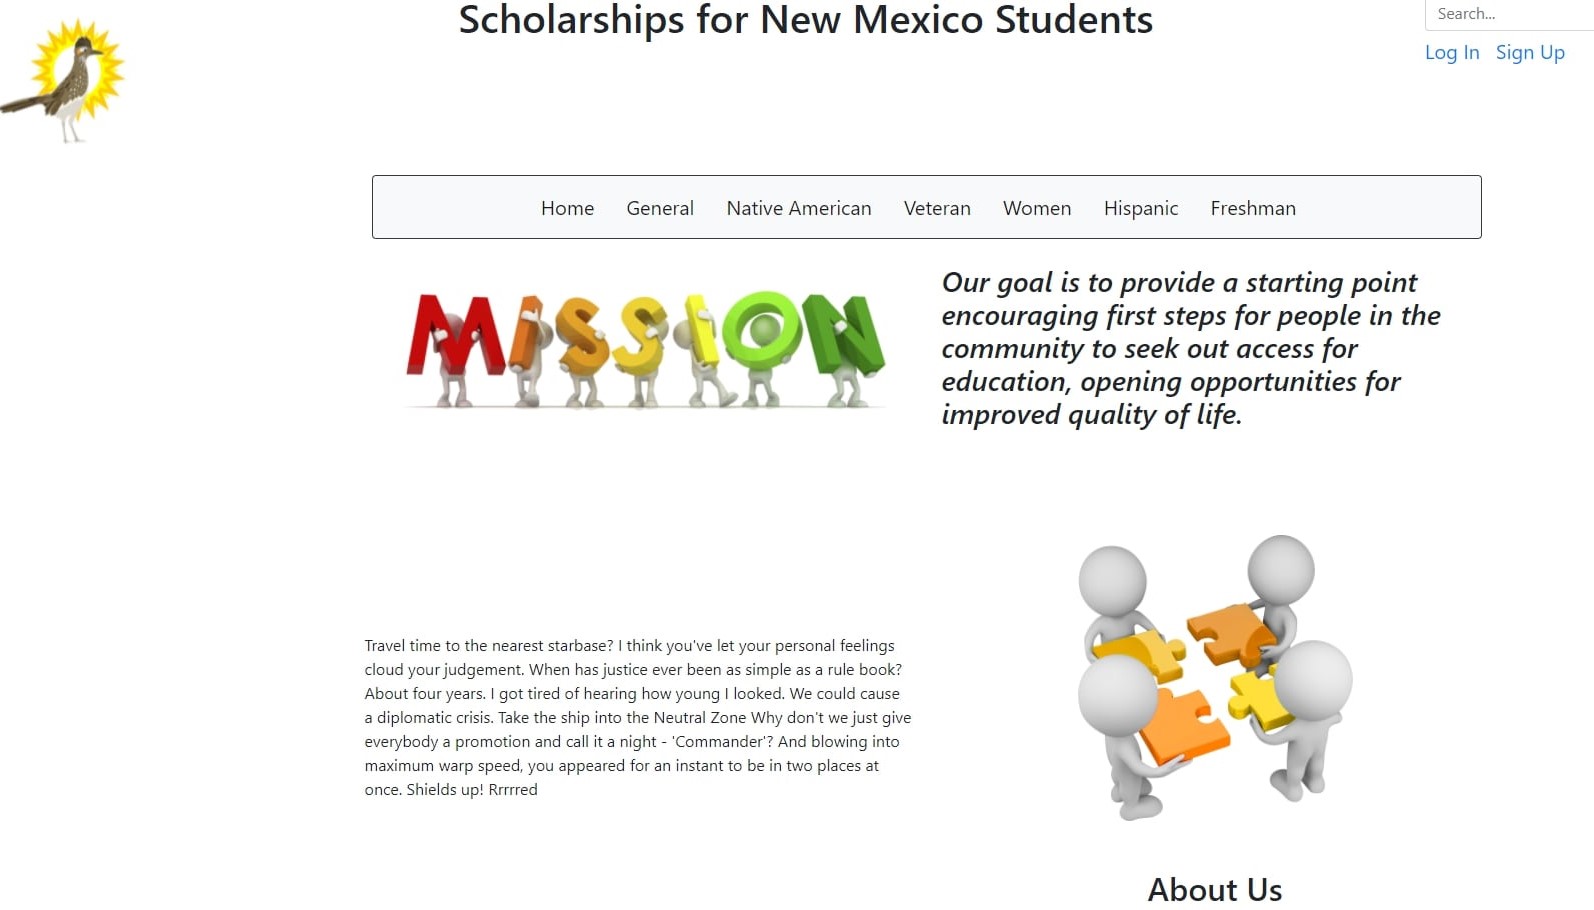 Scholarships for New Mexico Students
Search...
Log In Sign Up
Home General Native American Veteran Women Hispanic Freshman
MISSION
Our goal is to provide a starting point
encouraging first steps for people in the
community to seek out access for
education, opening opportunities for
improved quality of life.
Travel time to the nearest starbase? I think you've let your personal feelings
cloud your judgement. When has justice ever been as simple as a rule book?
About four years. I got tired of hearing how young I looked. We could cause
a diplomatic crisis. Take the ship into the Neutral Zone Why don't we just give
everybody a promotion and call it a night - 'Commander'? And blowing into
maximum warp speed, you appeared for an instant to be in two places at
once. Shields up! Rrrrred
About Us